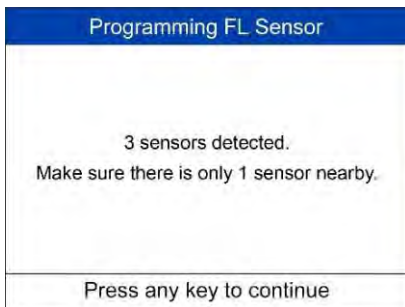 Programming FL Sensor
3 sensors detected.
Make sure there is only 1 sensor nearby.
Press any key to continue